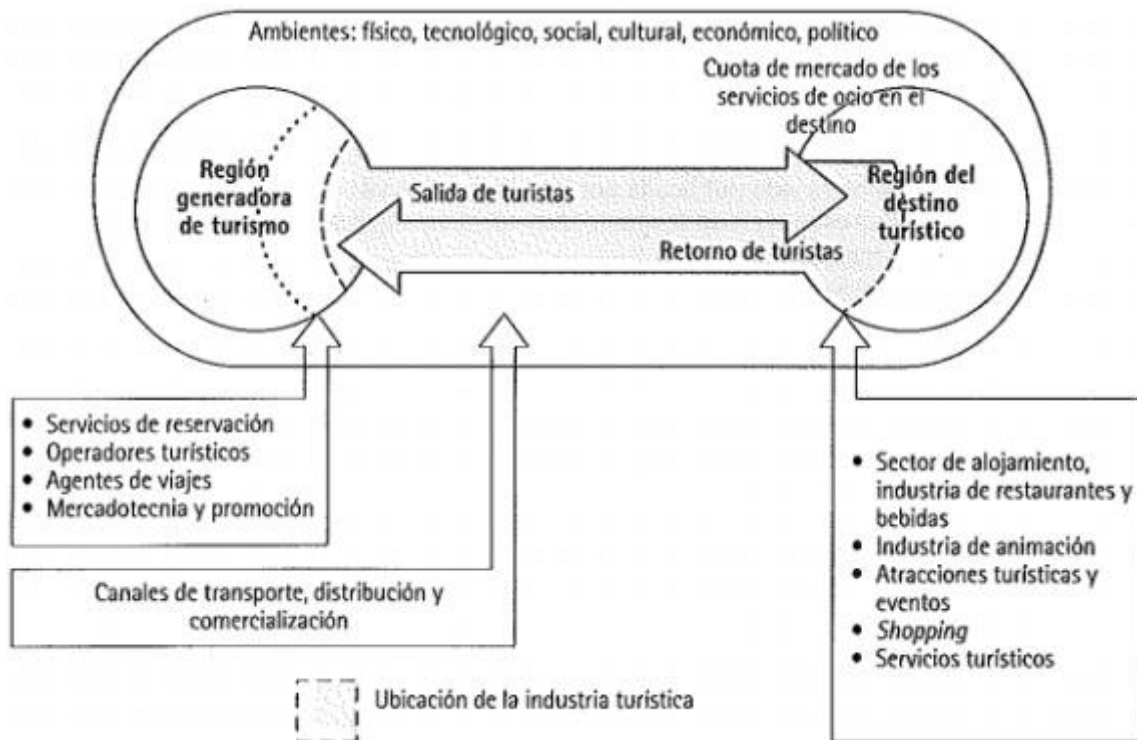 Ambientes: físico, tecnológico, social, cultural, económico, político
Cuota de mercado de los
servicios de ocio en el
destino
Región
generadora
de turismo
Salida de turistas
Retorno de turistas
Región del
destino
turístico
• Servicios de reservación
• Operadores turísticos
• Agentes de viajes
• Mercadotecnia y promoción
Canales de transporte, distribución y
comercialización
• Sector de alojamiento,
industria de restaurantes y
bebidas
• Industria de animación
• Atracciones turísticas y
eventos
• Shopping
• Servicios turísticos
Ubicación de la industria turística